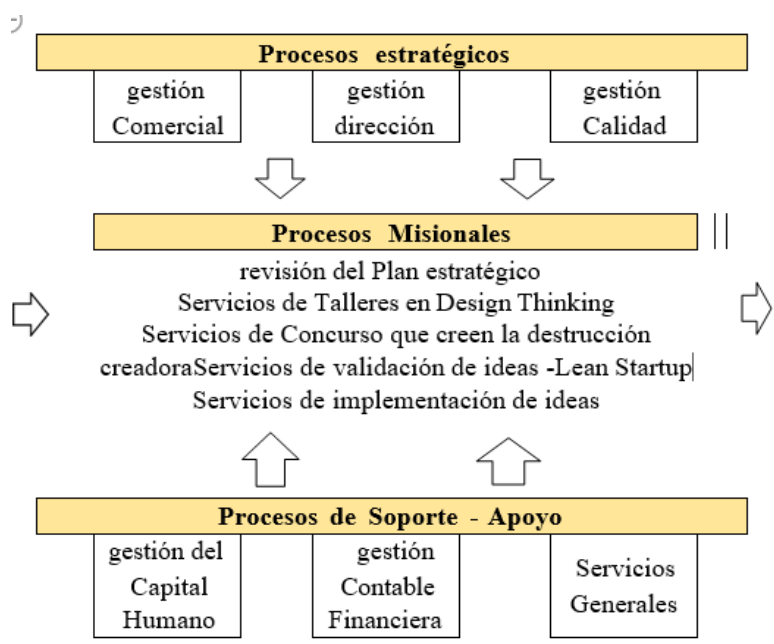 Procesos estratégicos
gestión
Comercial
gestión
dirección
gestión
Calidad
Procesos Misionales
revisión del Plan estratégico
Servicios de Talleres en Design Thinking
Servicios de Concurso que creen la destrucción
creadoraServicios de validación de ideas -Lean Startup
Servicios de implementación de ideas
Procesos de Soporte - Apoyo
gestión del
Capital
Humano
gestión
Contable
Financiera
Servicios
Generales